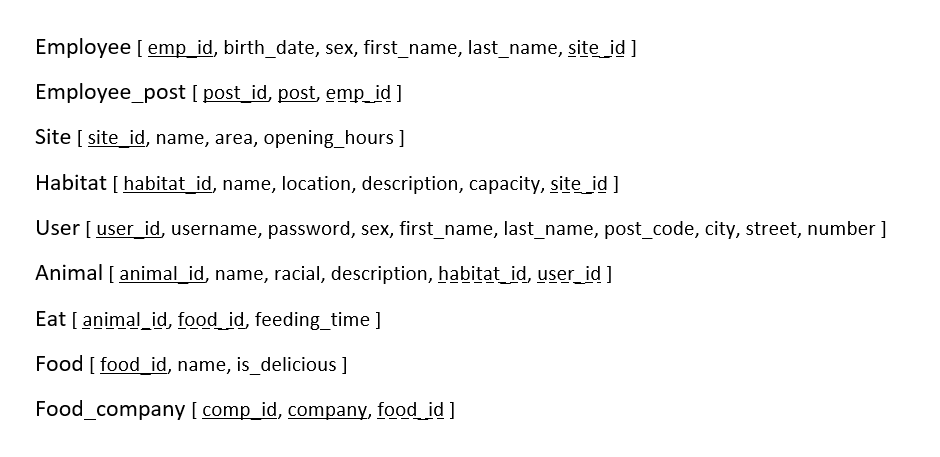 Employee [ emp_id, birth_date, sex, first_name, last_name, site_id ]
Employee_post [ post_id, post, emp_id ]
Site [ site_id, name, area, opening_hours ]
Habitat [ habitat_id, name, location, description, capacity, site_id ]
User [ user_id, username, password, sex, first_name, last_name, post_code, city, street, number ]
Animal [ animal_id, name, racial, description, habitat_id, user_id ]
Eat [ animal_id, food_id, feeding_time ]
Food [ food_id, name, is_delicious ]
Food_company [ comp_id, company, food_id ]